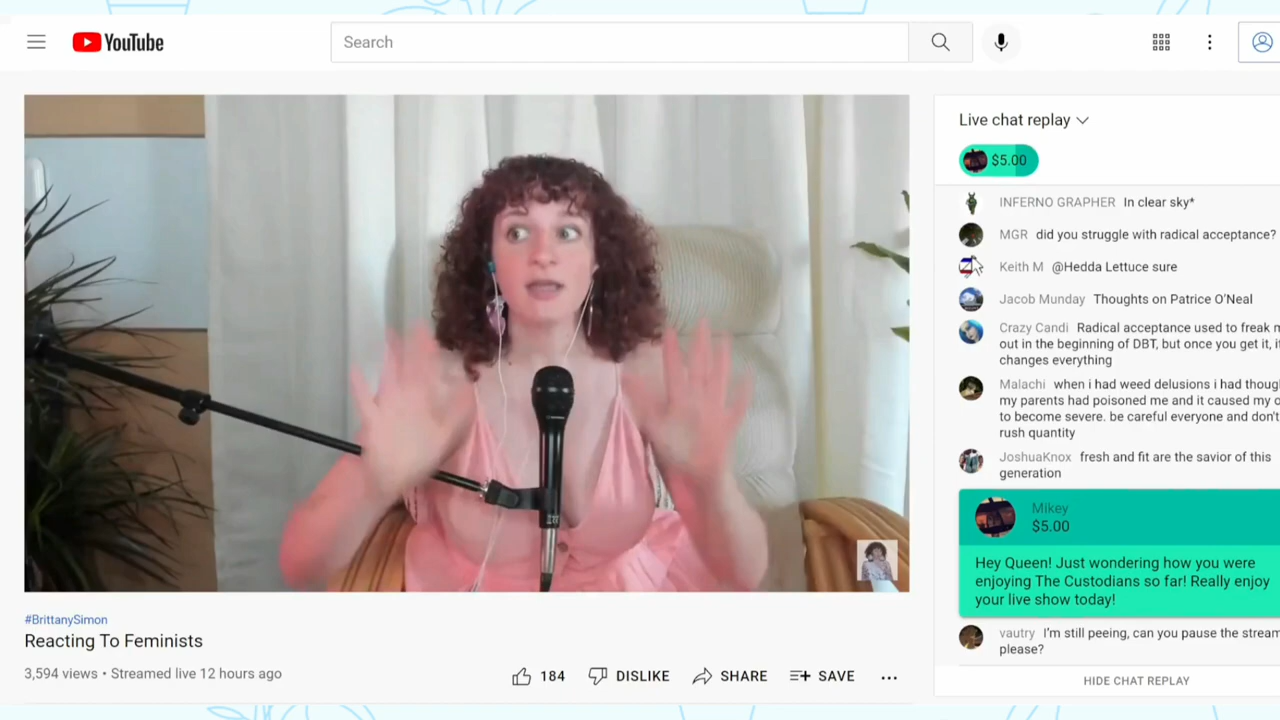 YouTube
Search
Live chat replay
$5.00
INFERNO GRAPHER In clear sky*
MGR did you struggle with radical acceptance?
Keith M @Hedda Lettuce sure
Jacob Munday Thoughts on Patrice O'Neal
Crazy Candi Radical acceptance used to freak
out in the beginning of DBT, but once you get it,
changes everything
Malachi when i had weed delusions i had
my parents had poisoned me and it caused my
to become severe. be careful everyone and don't
rush quantity
JoshuaKnox fresh and fit are the savior of this
generation
Mikey
$5.00
Hey Queen! Just wondering how you were
enjoying The Custodians so far! Really enjoy
your live show today!
vautry I'm still peeing, can you pause the stream
please?
HIDE CHAT REPLAY
#BrittanySimon
Reacting To Feminists
3,594 views • Streamed live 12 hours ago
184 DISLIKE SHARE SAVE